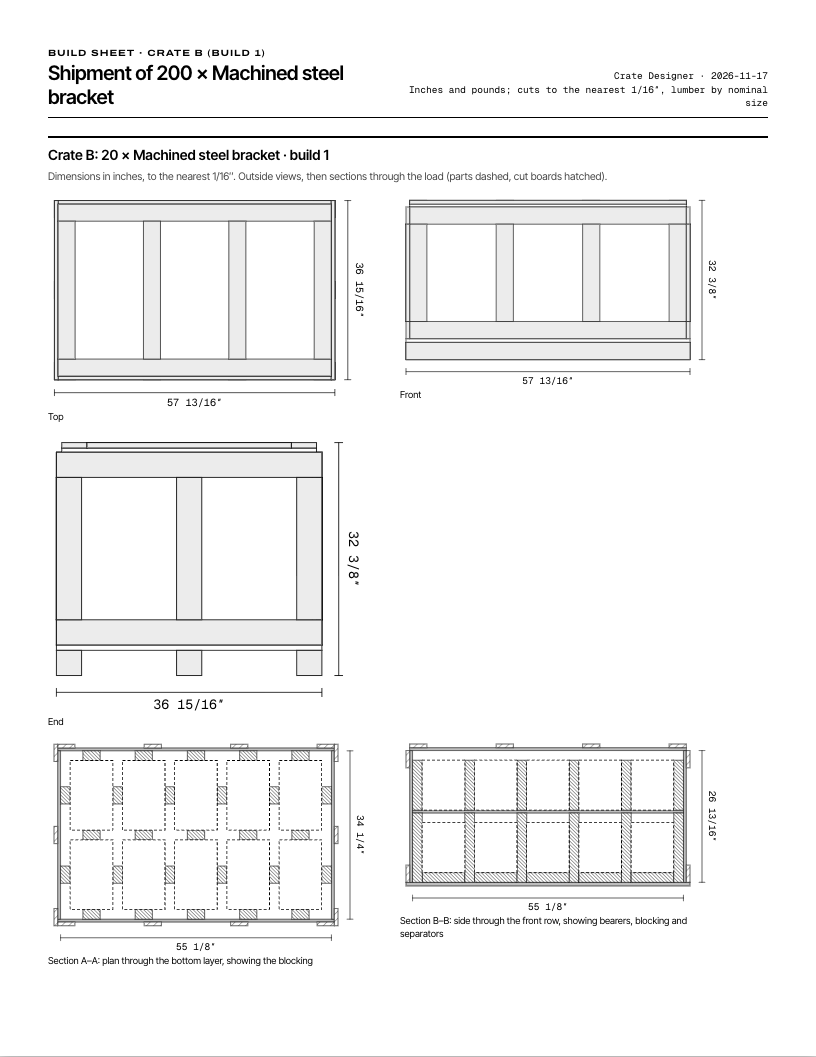 BUILD SHEET · CRATE B (BUILD 1)
Shipment of 200 × Machined steel
bracket
Crate Designer · 2026-11-17
Inches and pounds; cuts to the nearest 1/16″, lumber by nominal
size
Crate B: 20 × Machined steel bracket · build 1
Dimensions in inches, to the nearest 1/16″. Outside views, then sections through the load (parts dashed, cut boards hatched).
36 15/16″
57 13/16″
Top
32 3/8″
57 13/16″
Front
32 3/8″
36 15/16″
End
34 1/4″
55 1/8″
Section A–A: plan through the bottom layer, showing the blocking
26 13/16″
55 1/8″
Section B–B: side through the front row, showing bearers, blocking and
separators